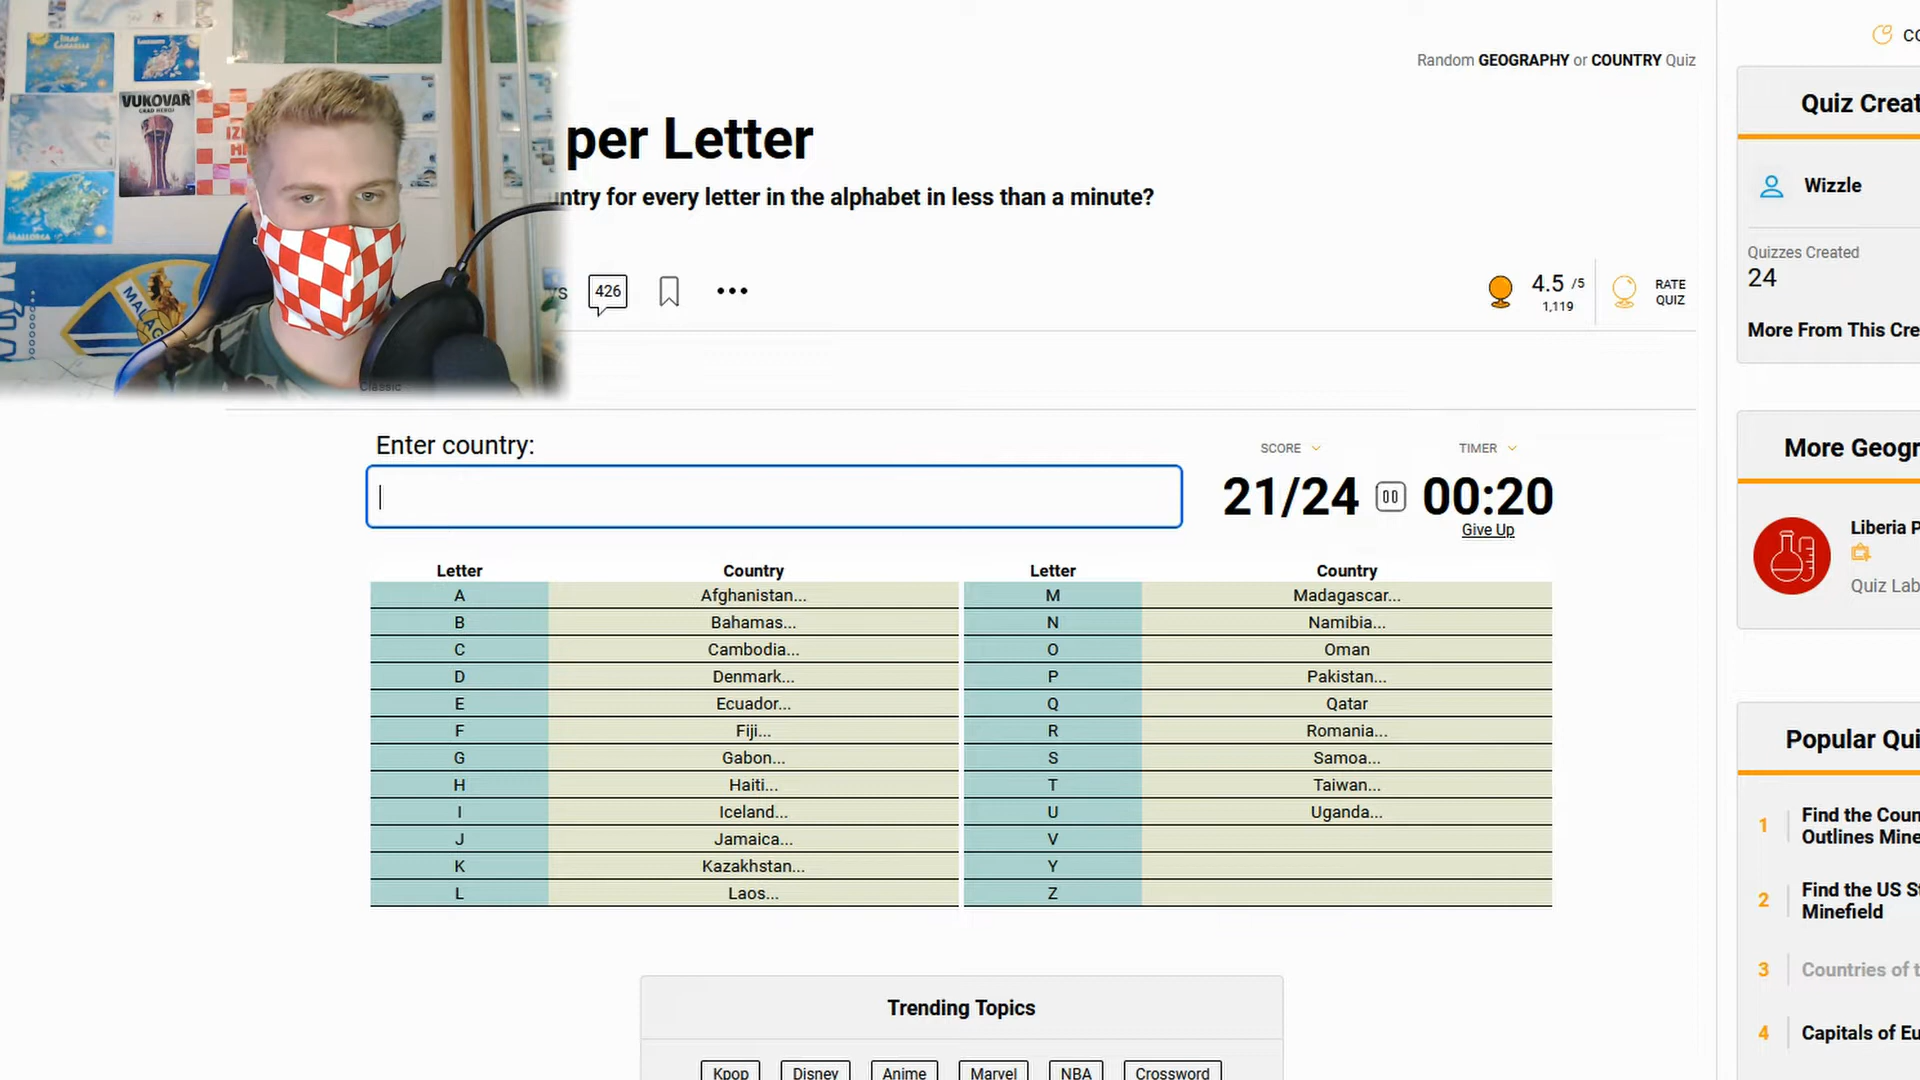 VUKOVAR
MALAG
Random GEOGRAPHY or COUNTRY Quiz
per Letter
untry for every letter in the alphabet in less than a minute?
426
4.5 /5
1,119
RATE
QUIZ
Classic
Enter country:
SCORE
TIMER
21/24
00:20
Give Up
Letter Country Letter Country
A Afghanistan... M Madagascar...
B Bahamas... N Namibia...
C Cambodia... O Oman
D Denmark... P Pakistan...
E Ecuador... Q Qatar
F Fiji... R Romania...
G Gabon... S Samoa...
H Haiti... T Taiwan...
I Iceland... U Uganda...
J Jamaica... V
K Kazakhstan... Y
L Laos... Z
Trending Topics
Kpop Disney Anime Marvel NBA Crossword
Quiz Creat
Wizzle
Quizzes Created
24
More From This Cre
More Geogr
Liberia P
Quiz Lab
Popular Qui
1 Find the Coun
Outlines Mine
2 Find the US St
Minefield
3 Countries of t
4 Capitals of Eu